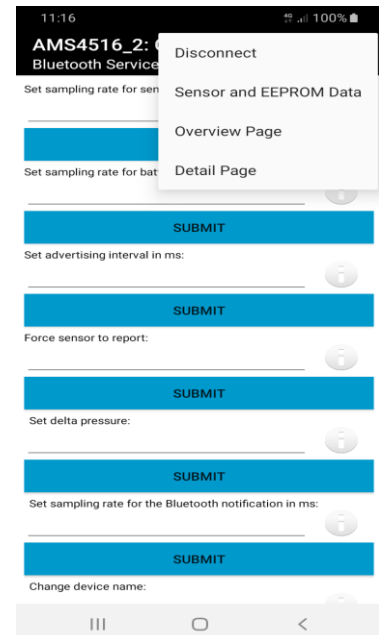 11:16
100%
AMS4516_2:
Bluetooth Service
Disconnect
Sensor and EEPROM Data
Overview Page
Detail Page
Set sampling rate for
Set sampling rate for
SUBMIT
Set advertising interval in ms:
SUBMIT
Force sensor to report:
SUBMIT
Set delta pressure:
SUBMIT
Set sampling rate for the Bluetooth notification in ms:
SUBMIT
Change device name: